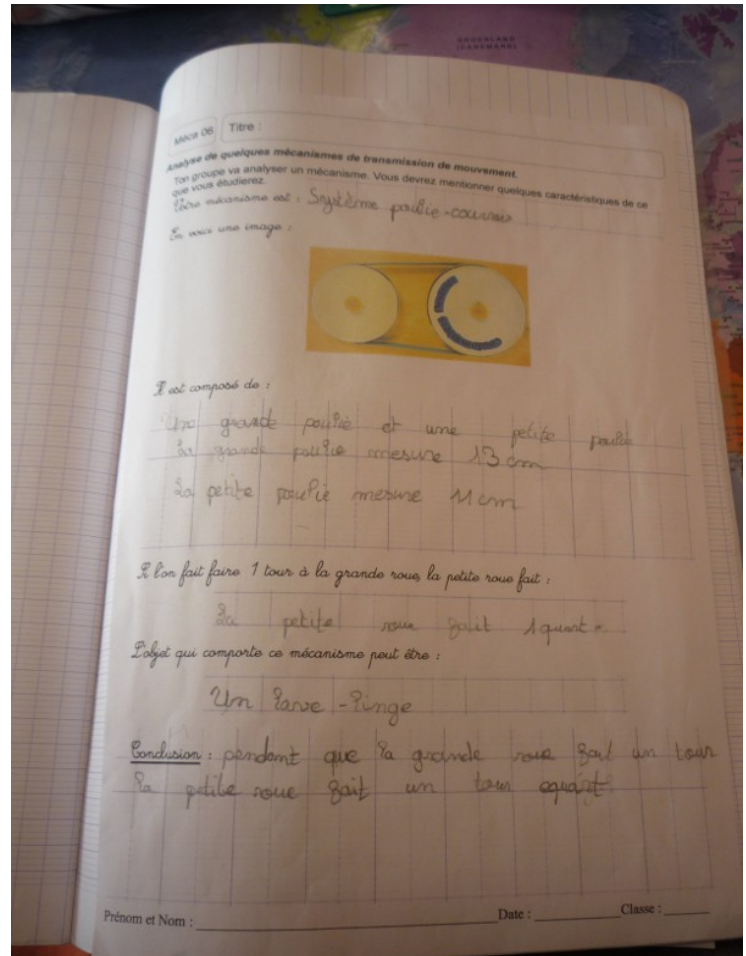 GROENLAND
(DANEMARK)
Méca 06
Titre :
Analyse de quelques mécanismes de transmission de mouvement.
Ton groupe va analyser un mécanisme. Vous devrez mentionner quelques caractéristiques de ce
que vous étudierez.
Votre mécanisme est : Système poulie-courroie
En voici une image :
Il est composé de :
Une grande poulie et une petite poulie
La grande poulie mesure 13 cm
La petite poulie mesure 11 cm
Si l'on fait faire 1 tour à la grande roue, la petite roue fait :
La petite roue fait 1 quart
L'objet qui comporte ce mécanisme peut être :
Un lave-linge
Conclusion : pendant que la grande roue fait un tour
la petite roue fait un tour equart
Prénom et Nom :
Date :
Classe :